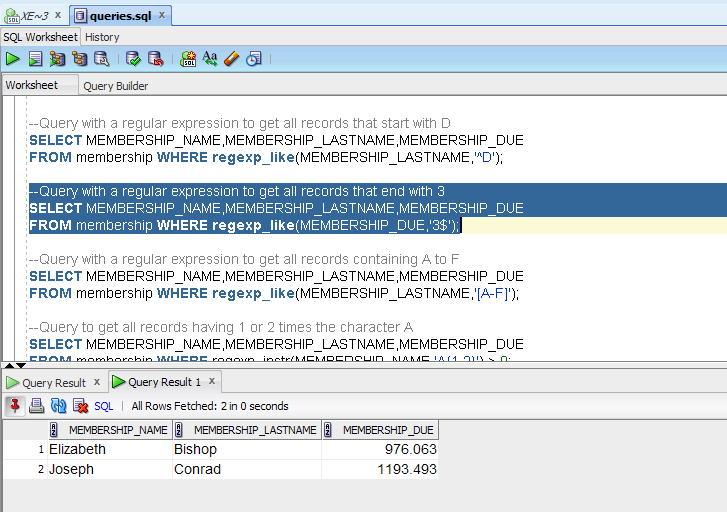 XE~3 x queries.sql x
SQL Worksheet History
Worksheet Query Builder
--Query with a regular expression to get all records that start with D
SELECT MEMBERSHIP_NAME,MEMBERSHIP_LASTNAME,MEMBERSHIP_DUE
FROM membership WHERE regexp_like(MEMBERSHIP_LASTNAME,'^D');
--Query with a regular expression to get all records that end with 3
SELECT MEMBERSHIP_NAME,MEMBERSHIP_LASTNAME,MEMBERSHIP_DUE
FROM membership WHERE regexp_like(MEMBERSHIP_DUE,'3$');
--Query with a regular expression to get all records containing A to F
SELECT MEMBERSHIP_NAME,MEMBERSHIP_LASTNAME,MEMBERSHIP_DUE
FROM membership WHERE regexp_like(MEMBERSHIP_LASTNAME,'[A-F]');
--Query to get all records having 1 or 2 times the character A
SELECT MEMBERSHIP_NAME,MEMBERSHIP_LASTNAME,MEMBERSHIP_DUE
FROM membership WHERE regexp_instr(MEMBERSHIP_NAME,'A{1,2}') > 0;
Query Result x Query Result 1 x
SQL | All Rows Fetched: 2 in 0 seconds
MEMBERSHIP_NAME MEMBERSHIP_LASTNAME MEMBERSHIP_DUE
1 Elizabeth Bishop 976.063
2 Joseph Conrad 1193.493